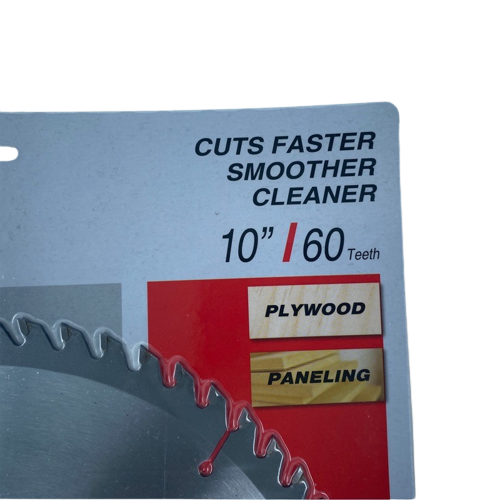 CUTS FASTER
SMOOTHER
CLEANER
10” / 60 Teeth
PLYWOOD
PANELING